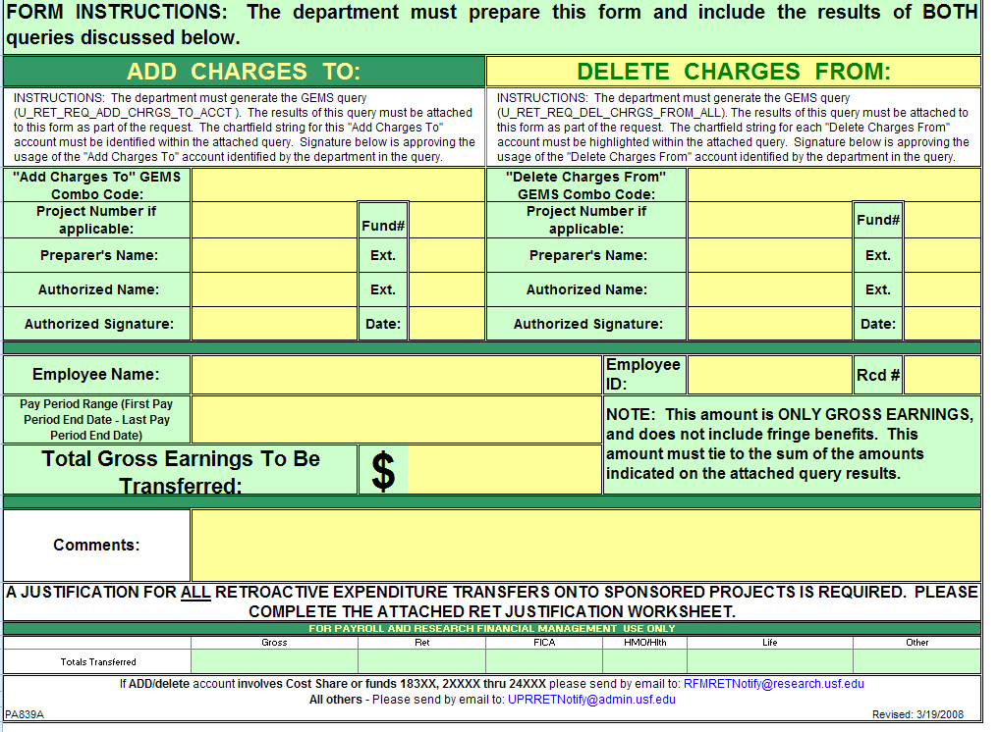 FORM INSTRUCTIONS: The department must prepare this form and include the results of BOTH
queries discussed below.
ADD CHARGES TO:
DELETE CHARGES FROM:
INSTRUCTIONS: The department must generate the GEMS query
(U_RET_REQ_ADD_CHRGS_TO_ACCT ). The results of this query must be attached
to this form as part of the request. The chartfield string for this "Add Charges To"
account must be identified within the attached query. Signature below is approving the
usage of the "Add Charges To" account identified by the department in the query.
INSTRUCTIONS: The department must generate the GEMS query
(U_RET_REQ_DEL_CHRGS_FROM_ALL). The results of this query must be attached to
this form as part of the request. The chartfield string for each "Delete Charges From"
account must be highlighted within the attached query. Signature below is approving the
usage of the "Delete Charges From" account identified by the department in the query.
"Add Charges To" GEMS
Combo Code:
"Delete Charges From"
GEMS Combo Code:
Project Number if
applicable:
Fund#
Project Number if
applicable:
Fund#
Preparer's Name:
Ext.
Preparer's Name:
Ext.
Authorized Name:
Ext.
Authorized Name:
Ext.
Authorized Signature:
Date:
Authorized Signature:
Date:
Employee Name:
Employee
ID:
Rcd #
Pay Period Range (First Pay
Period End Date - Last Pay
Period End Date)
NOTE: This amount is ONLY GROSS EARNINGS,
and does not include fringe benefits. This
amount must tie to the sum of the amounts
indicated on the attached query results.
Total Gross Earnings To Be
Transferred:
$
Comments:
A JUSTIFICATION FOR ALL RETROACTIVE EXPENDITURE TRANSFERS ONTO SPONSORED PROJECTS IS REQUIRED. PLEASE
COMPLETE THE ATTACHED RET JUSTIFICATION WORKSHEET.
FOR PAYROLL AND RESEARCH FINANCIAL MANAGEMENT USE ONLY
Gross
Ret
FICA
HMO/Hlth
Life
Other
Totals Transferred
If ADD/delete account involves Cost Share or funds 183XX, 2XXXX thru 24XXX please send by email to: RFMRETNotify@research.usf.edu
All others - Please send by email to: UPRRETNotify@admin.usf.edu
PA839A
Revised: 3/19/2008